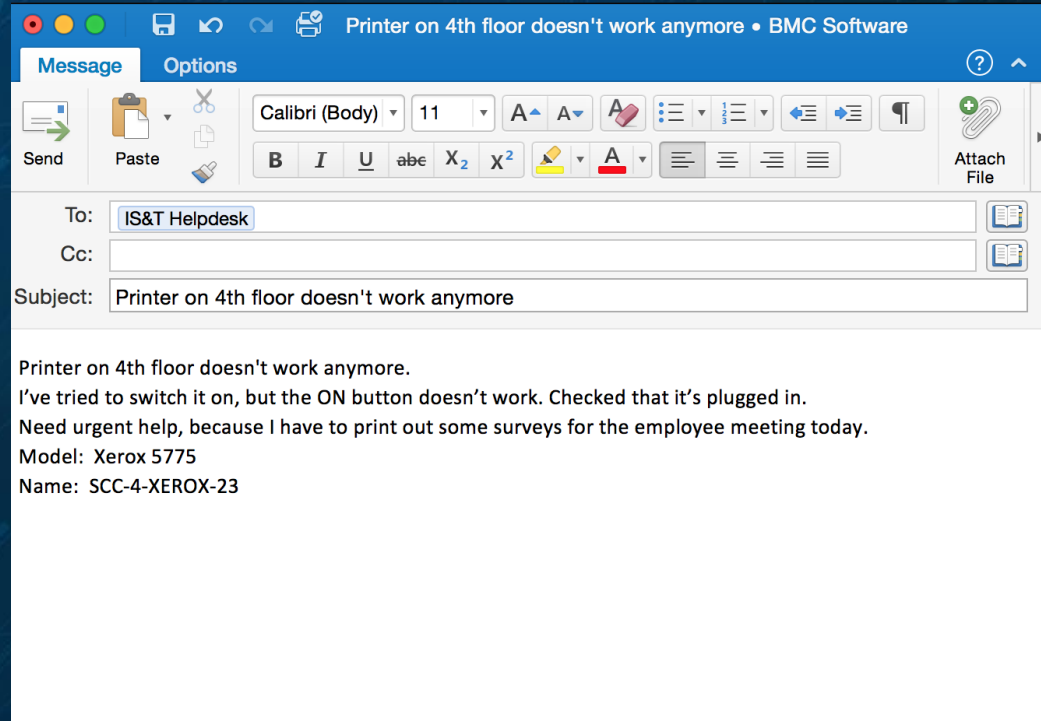 Printer on 4th floor doesn't work anymore • BMC Software
Message Options
?
Calibri (Body) 11 A A A ¶
Send Paste B I U abc X2 X² A Attach
File
To: IS&T Helpdesk
Cc:
Subject: Printer on 4th floor doesn't work anymore
Printer on 4th floor doesn't work anymore.
I’ve tried to switch it on, but the ON button doesn’t work. Checked that it’s plugged in.
Need urgent help, because I have to print out some surveys for the employee meeting today.
Model: Xerox 5775
Name: SCC-4-XEROX-23